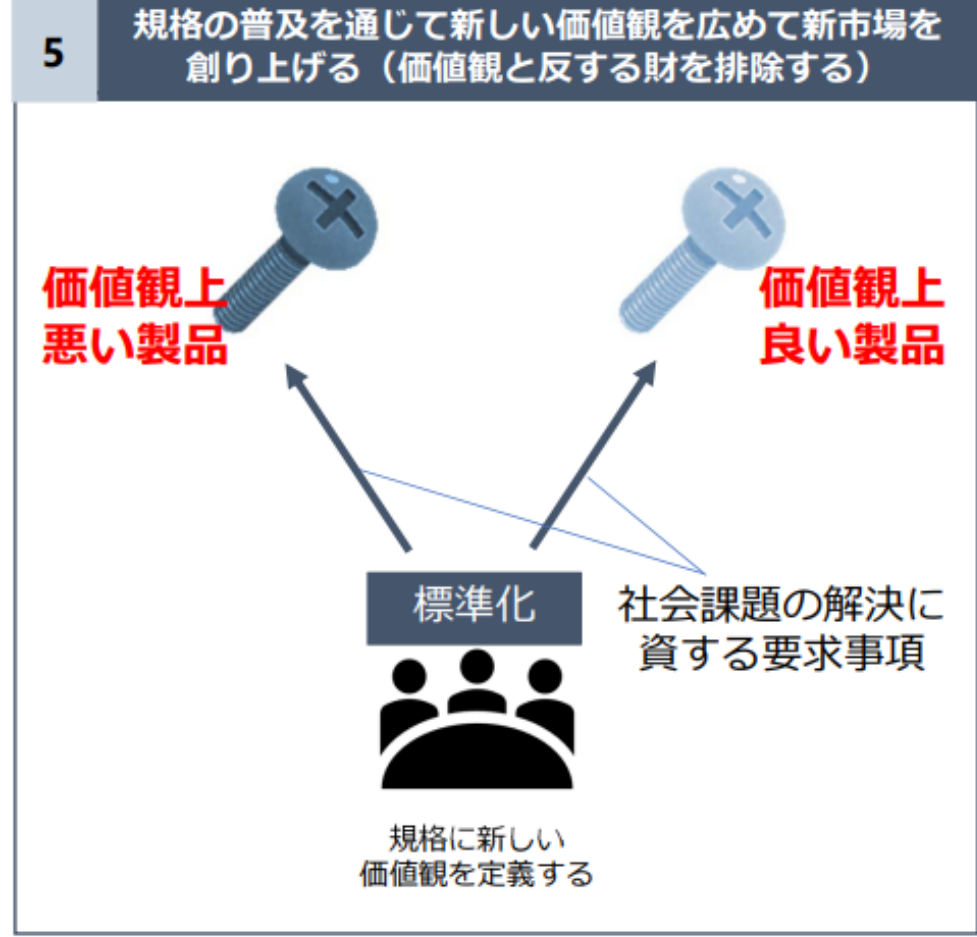 5
規格の普及を通じて新しい価値観を広めて新市場を
創り上げる（価値観と反する財を排除する）
価値観上
悪い製品
価値観上
良い製品
標準化
社会課題の解決に
資する要求事項
規格に新しい
価値観を定義する